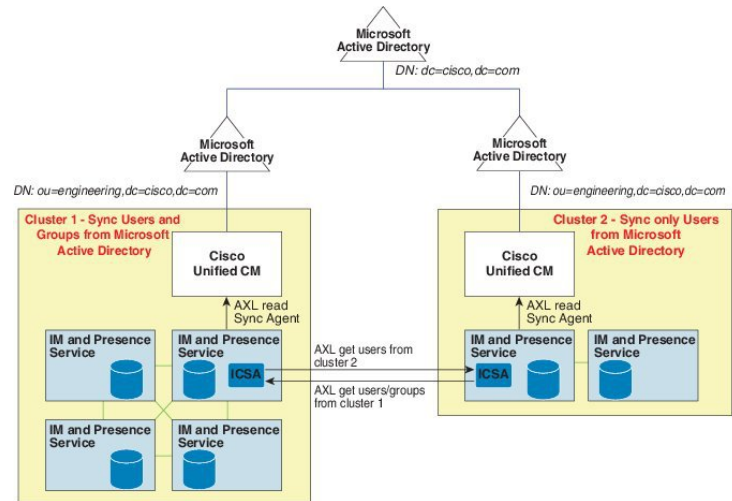 Microsoft
Active Directory
DN: dc=cisco,dc=com
Microsoft
Active Directory
Microsoft
Active Directory
DN: ou=engineering,dc=cisco,dc=com
DN: ou=engineering,dc=cisco,dc=com
Cluster 1 - Sync Users and
Groups from Microsoft
Active Directory
Cisco
Unified CM
AXL read
Sync Agent
IM and Presence
Service
IM and Presence
Service
ICSA
IM and Presence
Service
IM and Presence
Service
AXL get users from
cluster 2
AXL get users/groups
from cluster 1
Cluster 2 - Sync only Users
from Microsoft
Active Directory
Cisco
Unified CM
AXL read
Sync Agent
IM and Presence
Service
ICSA
IM and Presence
Service